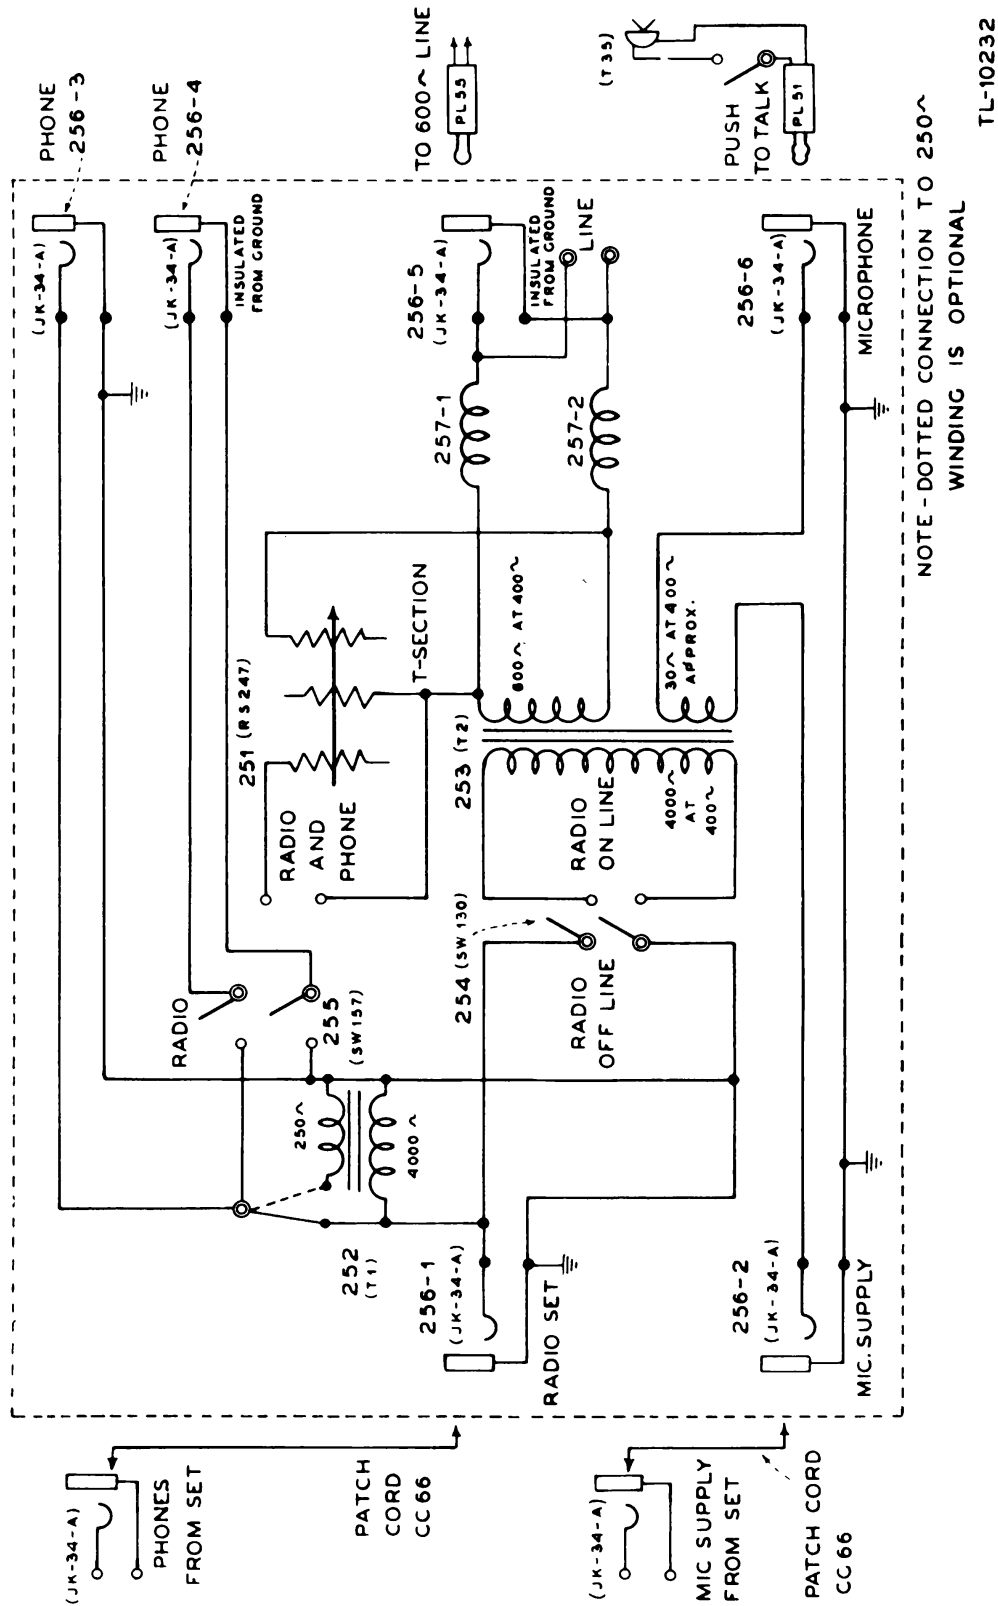 PHONE
256-3
(JK-34-A)
PHONE
256-4
(JK-34-A)
INSULATED
FROM GROUND
TO 600~ LINE
PL55
(T35)
PUSH
TO TALK
PL51
TL-10232
256-5
(JK-34-A)
INSULATED
FROM GROUND
LINE
256-6
(JK-34-A)
MICROPHONE
257-1
257-2
NOTE-DOTTED CONNECTION TO 250~
WINDING IS OPTIONAL
251 (RS247)
T-SECTION
600~ AT 400~
30~ AT 400~
APPROX.
253 (T2)
RADIO
AND
PHONE
RADIO
ON LINE
4000~
AT
400~
254 (SW130)
RADIO
OFF LINE
RADIO
255
(SW157)
250~
4000~
252
(T1)
256-1
(JK-34-A)
RADIO SET
256-2
(JK-34-A)
MIC. SUPPLY
(JK-34-A)
PHONES
FROM SET
PATCH
CORD
CC66
(JK-34-A)
MIC SUPPLY
FROM SET
PATCH CORD
CC66